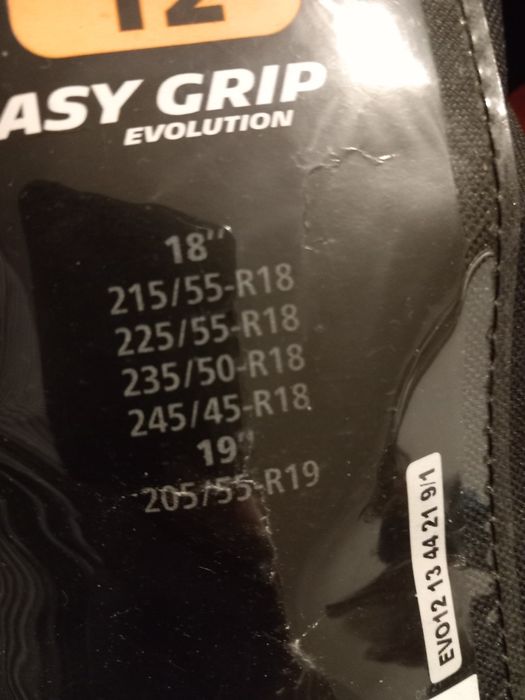 12
ASY GRIP
EVOLUTION
18"
215/55-R18
225/55-R18
235/50-R18
245/45-R18
19"
205/55-R19
EVO12 13 44 21 9/1